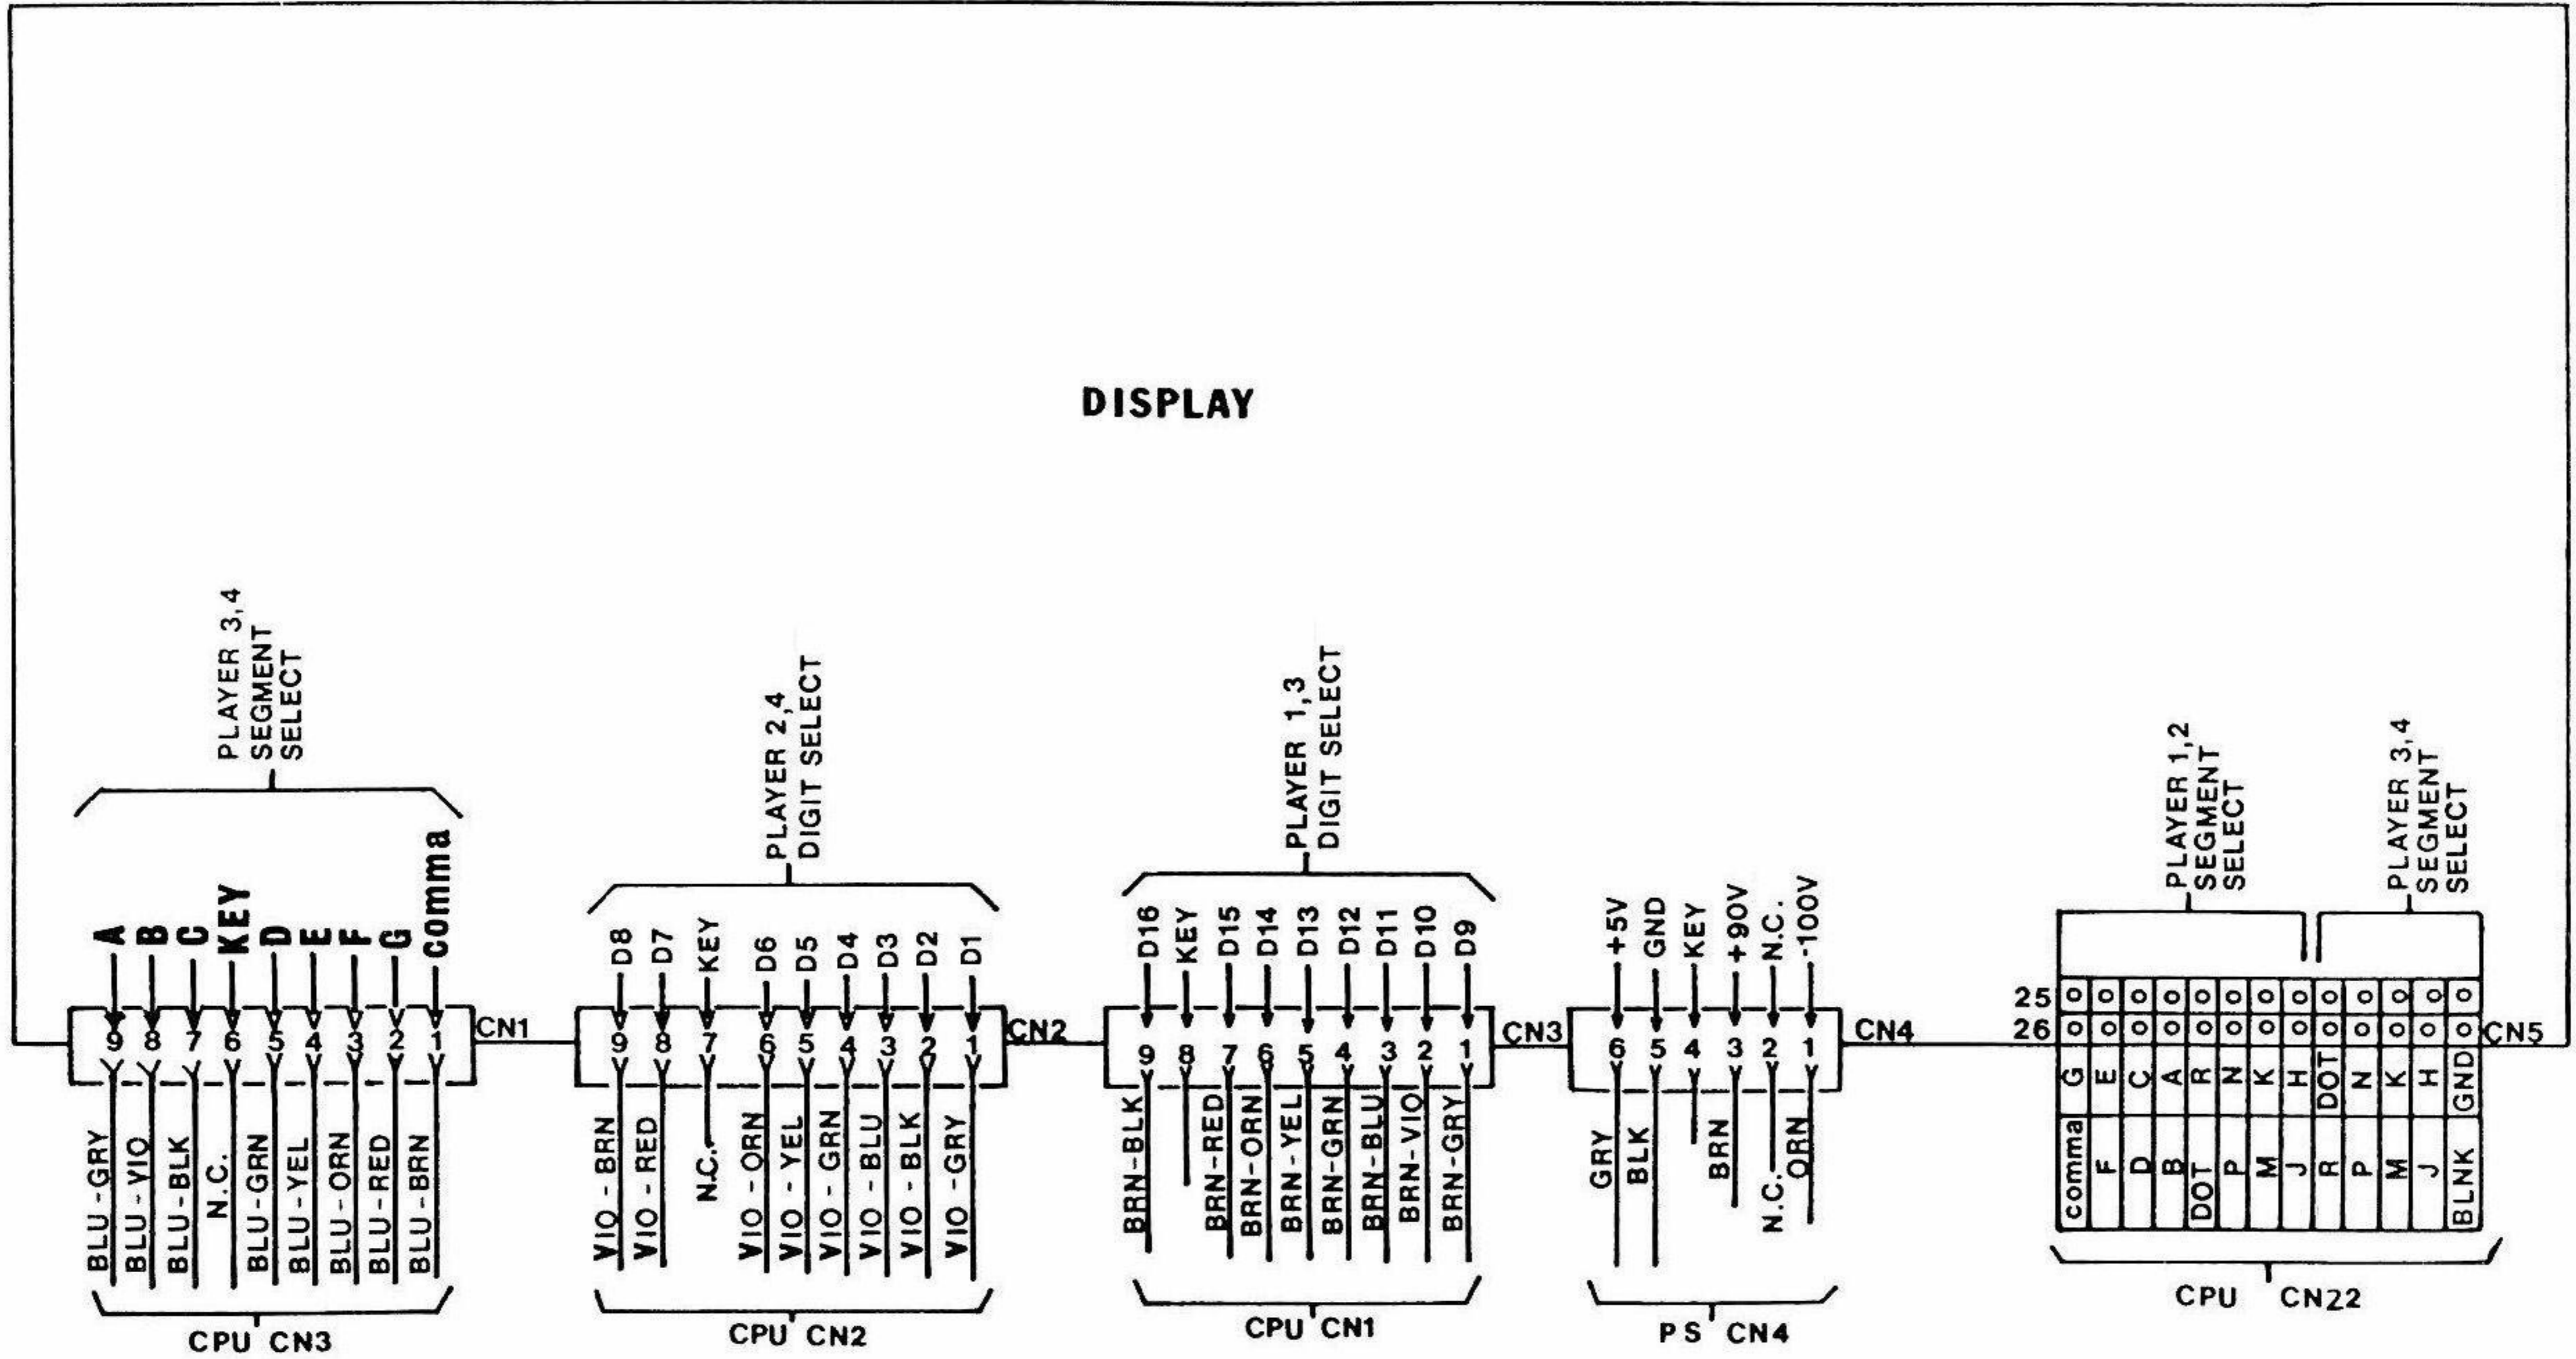 DISPLAY
PLAYER 3,4
SEGMENT
SELECT
A
B
C
KEY
D
E
F
G
comma
9 8 7 6 5 4 3 2 1
CN1
BLU-GRY
BLU-VIO
BLU-BLK
N.C.
BLU-GRN
BLU-YEL
BLU-ORN
BLU-RED
BLU-BRN
CPU CN3
PLAYER 2,4
DIGIT SELECT
D8
D7
KEY
D6
D5
D4
D3
D2
D1
9 8 7 6 5 4 3 2 1
CN2
VIO-BRN
VIO-RED
N.C.
VIO-ORN
VIO-YEL
VIO-GRN
VIO-BLU
VIO-BLK
VIO-GRY
CPU CN2
PLAYER 1,3
DIGIT SELECT
D16
KEY
D15
D14
D13
D12
D11
D10
D9
9 8 7 6 5 4 3 2 1
CN3
BRN-BLK
BRN-RED
BRN-ORN
BRN-YEL
BRN-GRN
BRN-BLU
BRN-VIO
BRN-GRY
CPU CN1
+5V
GND
KEY
+90V
N.C.
-100V
6 5 4 3 2 1
CN4
GRY
BLK
BRN
N.C.
ORN
PS CN4
PLAYER 1,2
SEGMENT
SELECT
PLAYER 3,4
SEGMENT
SELECT
25
26
CN5
G E C A R N K H DOT N K H GND
comma F D B DOT P M J R P M J BLNK
CPU CN22